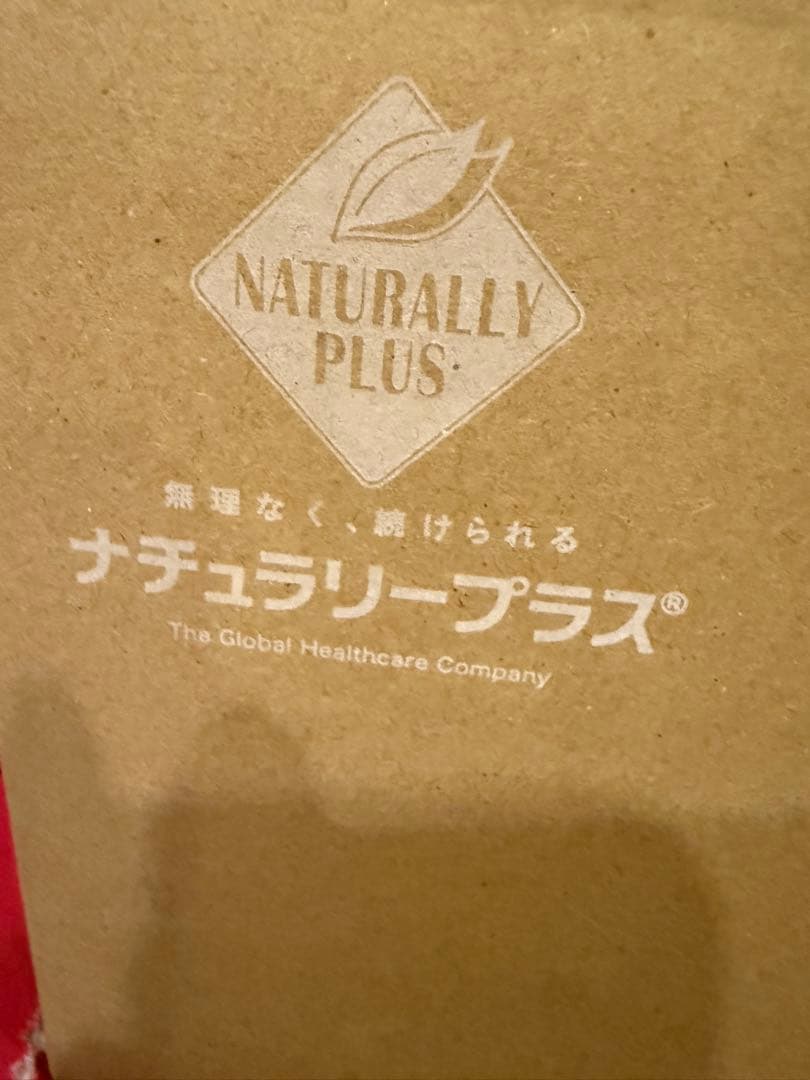 NATURALLY
PLUS
無理なく、続けられる
ナチュラリープラス®
The Global Healthcare Company